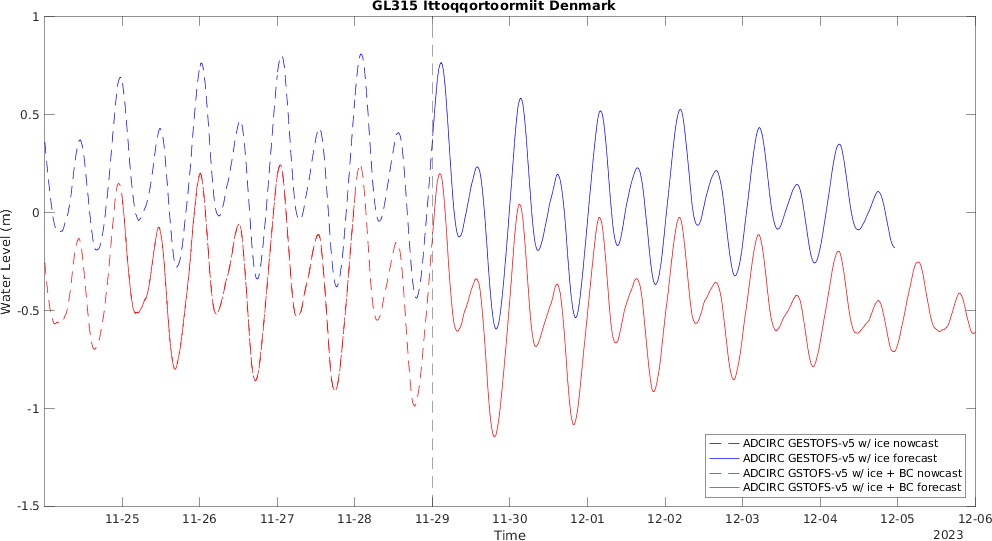 GL315 Ittoqqortoormiit Denmark
1
0.5
0
-0.5
-1
-1.5
Water Level (m)
ADCIRC GESTOFS-v5 w/ ice nowcast
ADCIRC GESTOFS-v5 w/ ice forecast
ADCIRC GSTOFS-v5 w/ ice + BC nowcast
ADCIRC GSTOFS-v5 w/ ice + BC forecast
11-25 11-26 11-27 11-28 11-29 11-30 12-01 12-02 12-03 12-04 12-05 12-06
Time
2023